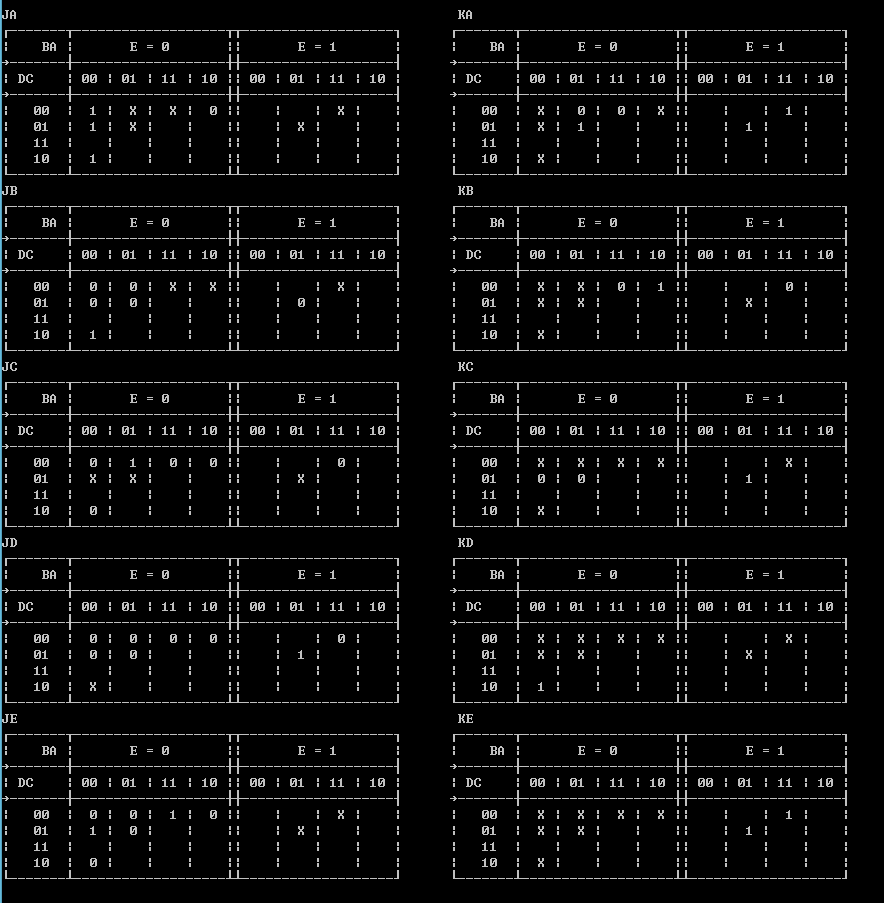 JA KA
BA E = 0 E = 1 BA E = 0 E = 1
DC 00 01 11 10 00 01 11 10 DC 00 01 11 10 00 01 11 10
00 1 X X 0 X 00 X 0 0 X 1
01 1 X X 01 X 1 1
11 11
10 1 10 X
JB KB
BA E = 0 E = 1 BA E = 0 E = 1
DC 00 01 11 10 00 01 11 10 DC 00 01 11 10 00 01 11 10
00 0 0 X X X 00 X X 0 1 0
01 0 0 0 01 X X X
11 11
10 1 10 X
JC KC
BA E = 0 E = 1 BA E = 0 E = 1
DC 00 01 11 10 00 01 11 10 DC 00 01 11 10 00 01 11 10
00 0 1 0 0 0 00 X X X X X
01 X X X 01 0 0 1
11 11
10 0 10 X
JD KD
BA E = 0 E = 1 BA E = 0 E = 1
DC 00 01 11 10 00 01 11 10 DC 00 01 11 10 00 01 11 10
00 0 0 0 0 0 00 X X X X X
01 0 0 1 01 X X X
11 11
10 X 10 1
JE KE
BA E = 0 E = 1 BA E = 0 E = 1
DC 00 01 11 10 00 01 11 10 DC 00 01 11 10 00 01 11 10
00 0 0 1 0 X 00 X X X X 1
01 1 0 X 01 X X 1
11 11
10 0 10 X